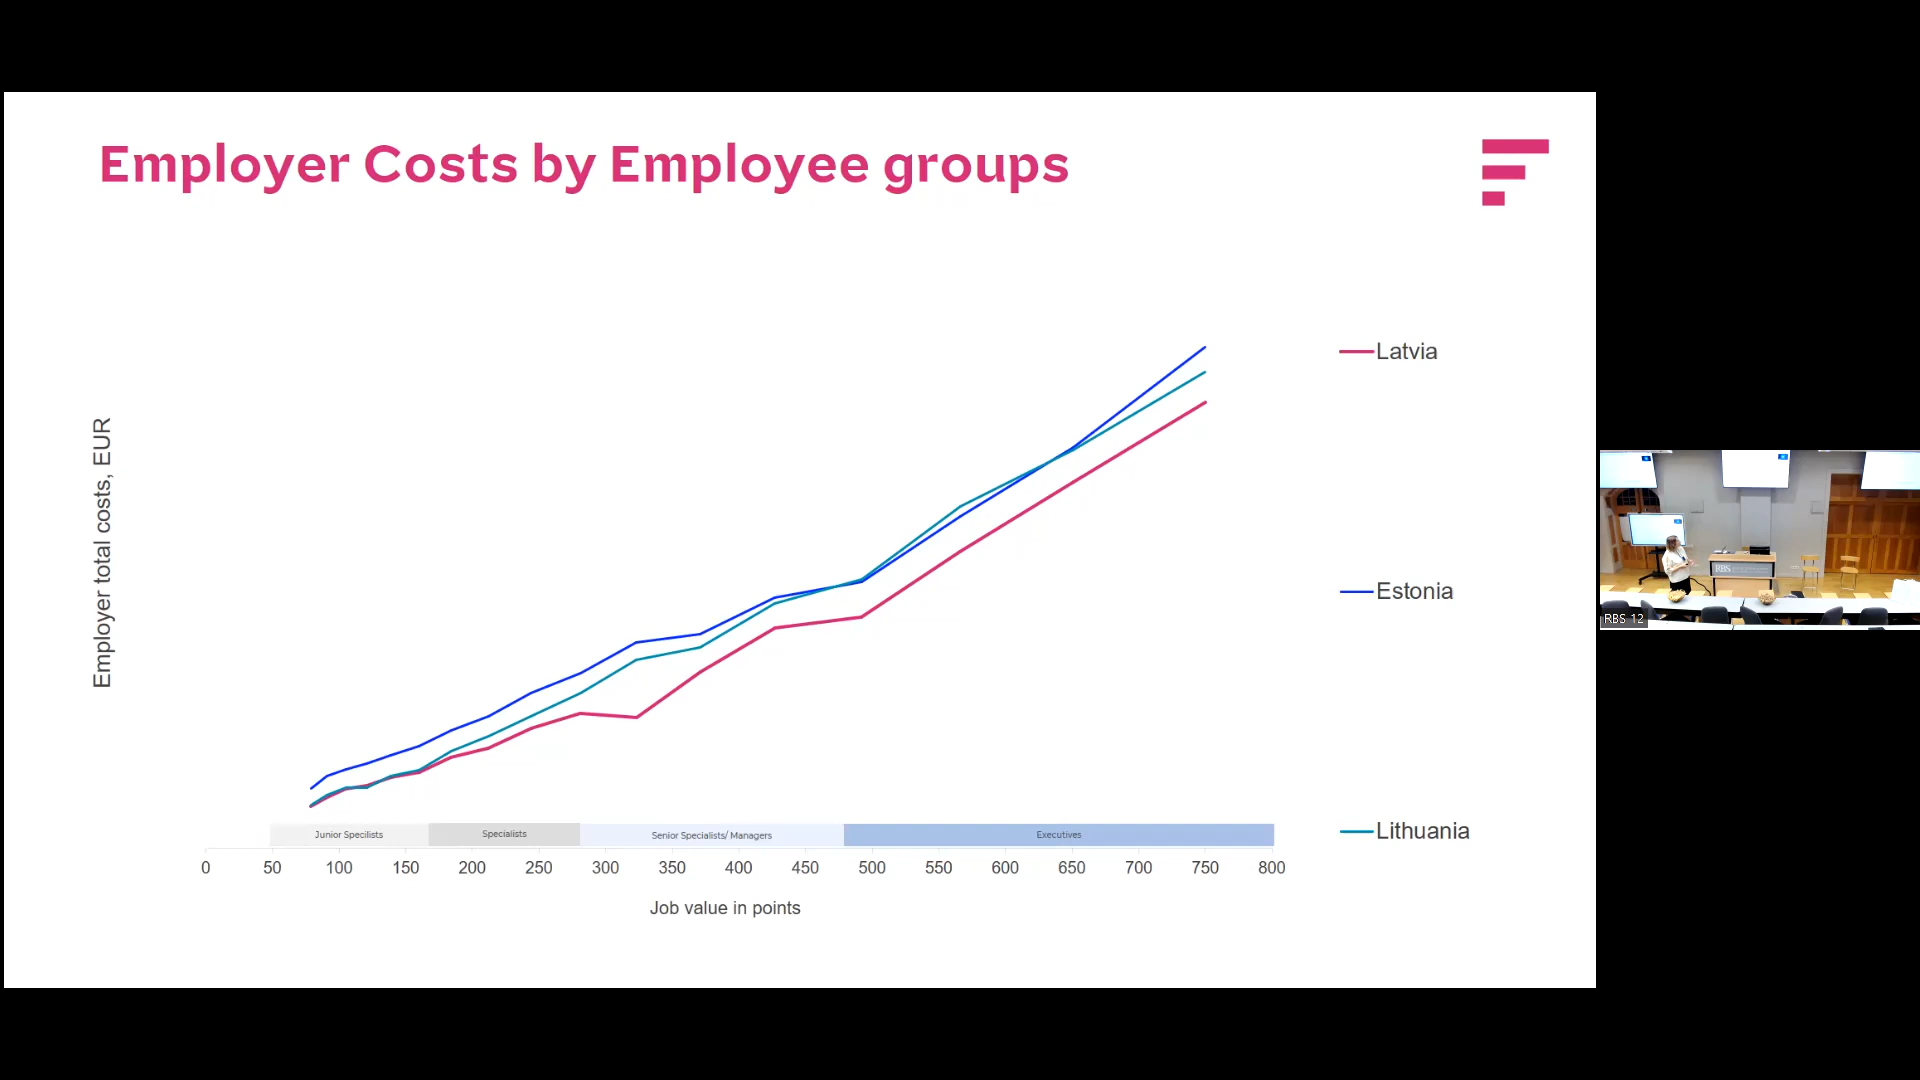 Employer Costs by Employee groups
Employer total costs, EUR
Latvia
Estonia
Lithuania
Junior Specilists
Specialists
Senior Specialists/ Managers
Executives
0 50 100 150 200 250 300 350 400 450 500 550 600 650 700 750 800
Job value in points
RBS
RBS 12